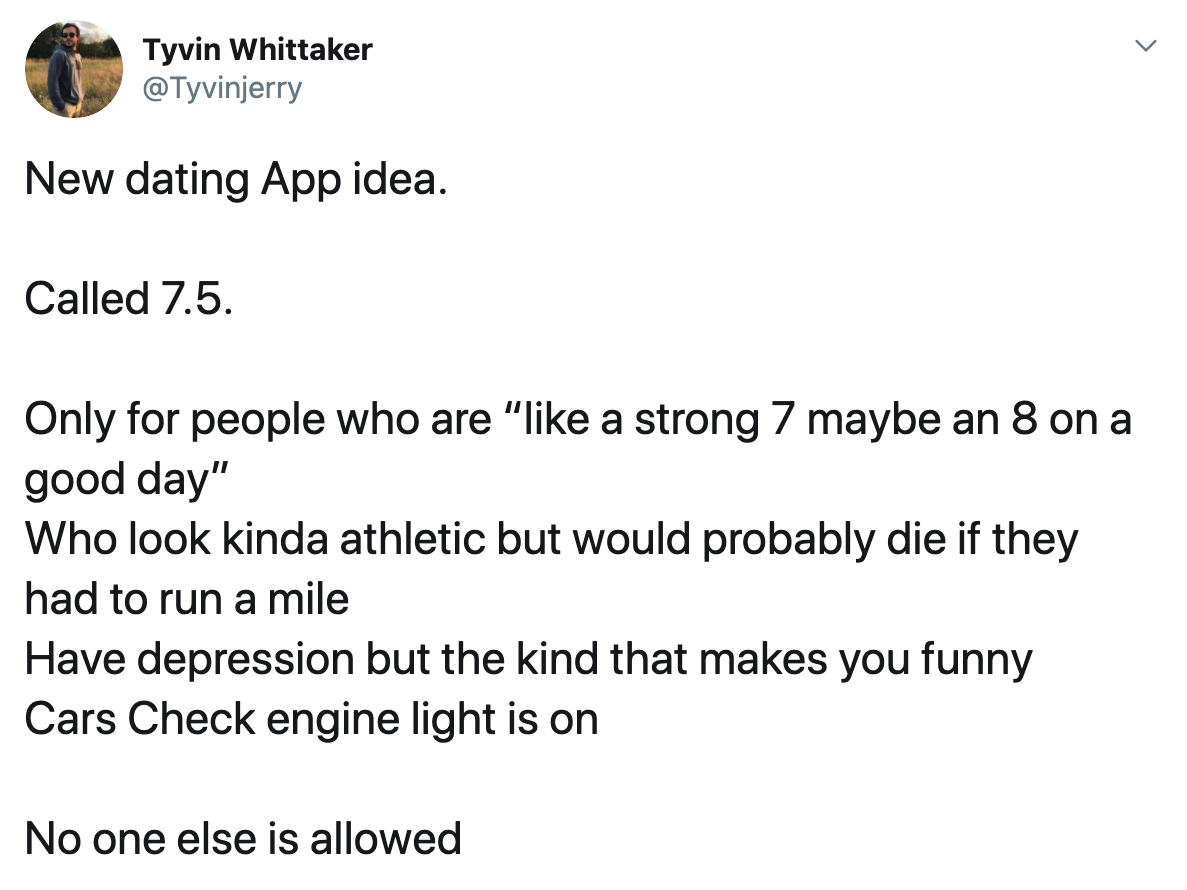 Tyvin Whittaker
@Tyvinjerry
New dating App idea.
Called 7.5.
Only for people who are “like a strong 7 maybe an 8 on a
good day”
Who look kinda athletic but would probably die if they
had to run a mile
Have depression but the kind that makes you funny
Cars Check engine light is on
No one else is allowed